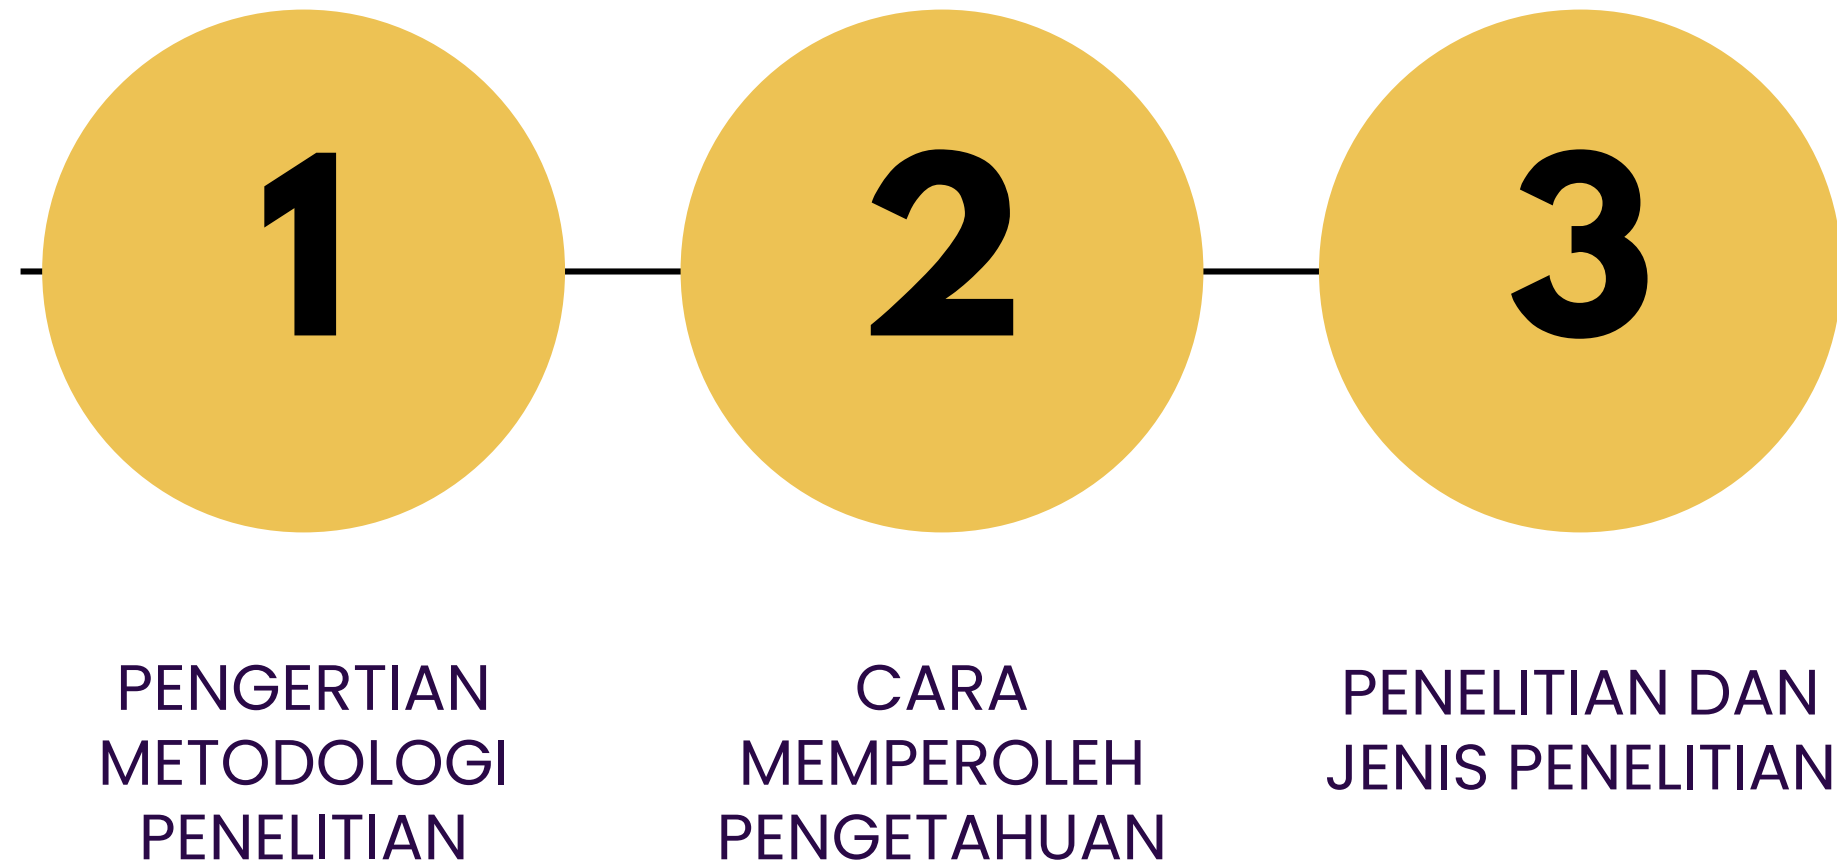 1
2
3
PENGERTIAN
METODOLOGI
PENELITIAN
CARA
MEMPEROLEH
PENGETAHUAN
PENELITIAN DAN
JENIS PENELITIAN